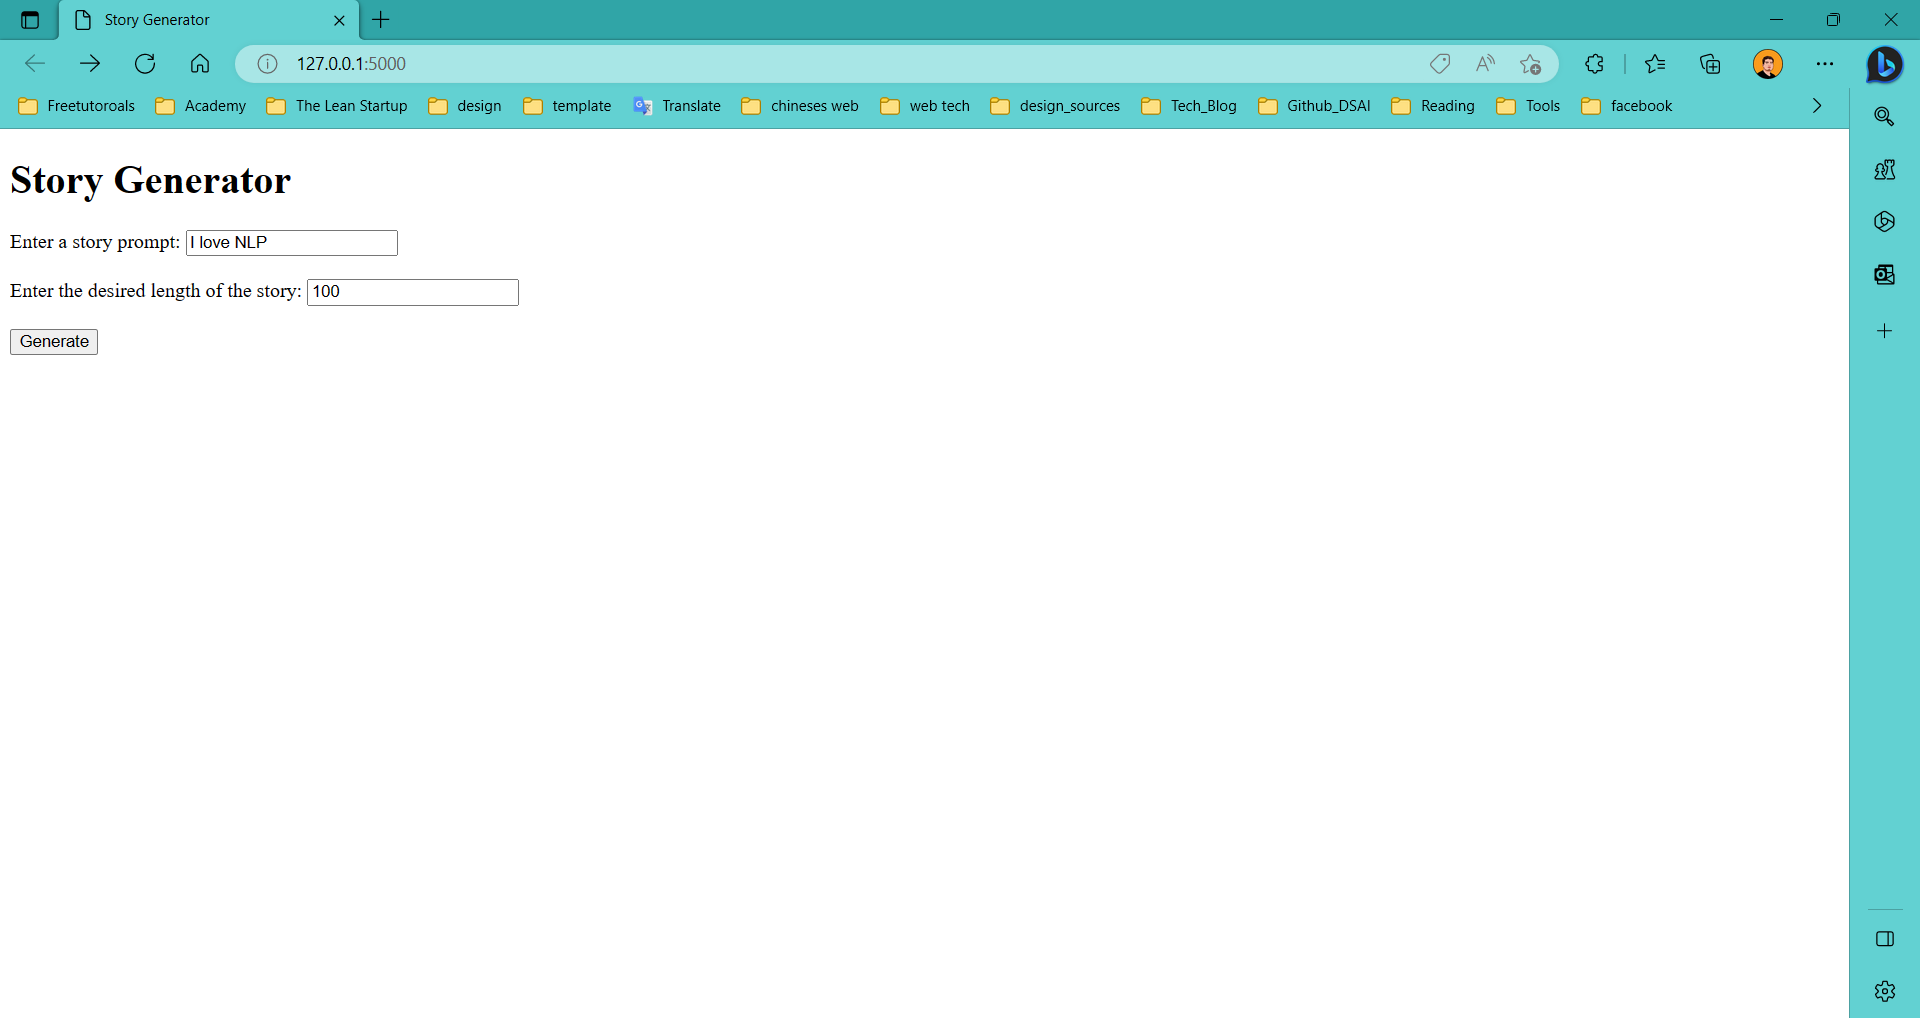 Story Generator
127.0.0.1:5000
Freetutoroals Academy The Lean Startup design template Translate chineses web web tech design_sources Tech_Blog Github_DSAI Reading Tools facebook
Story Generator
Enter a story prompt: I love NLP
Enter the desired length of the story: 100
Generate